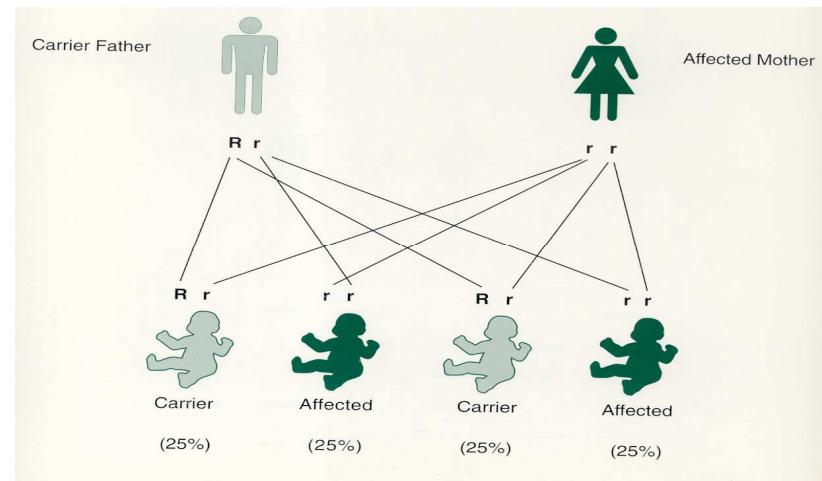 Carrier Father
Affected Mother
R r
r r
R r
r r
R r
r r
Carrier
Affected
Carrier
Affected
(25%)
(25%)
(25%)
(25%)